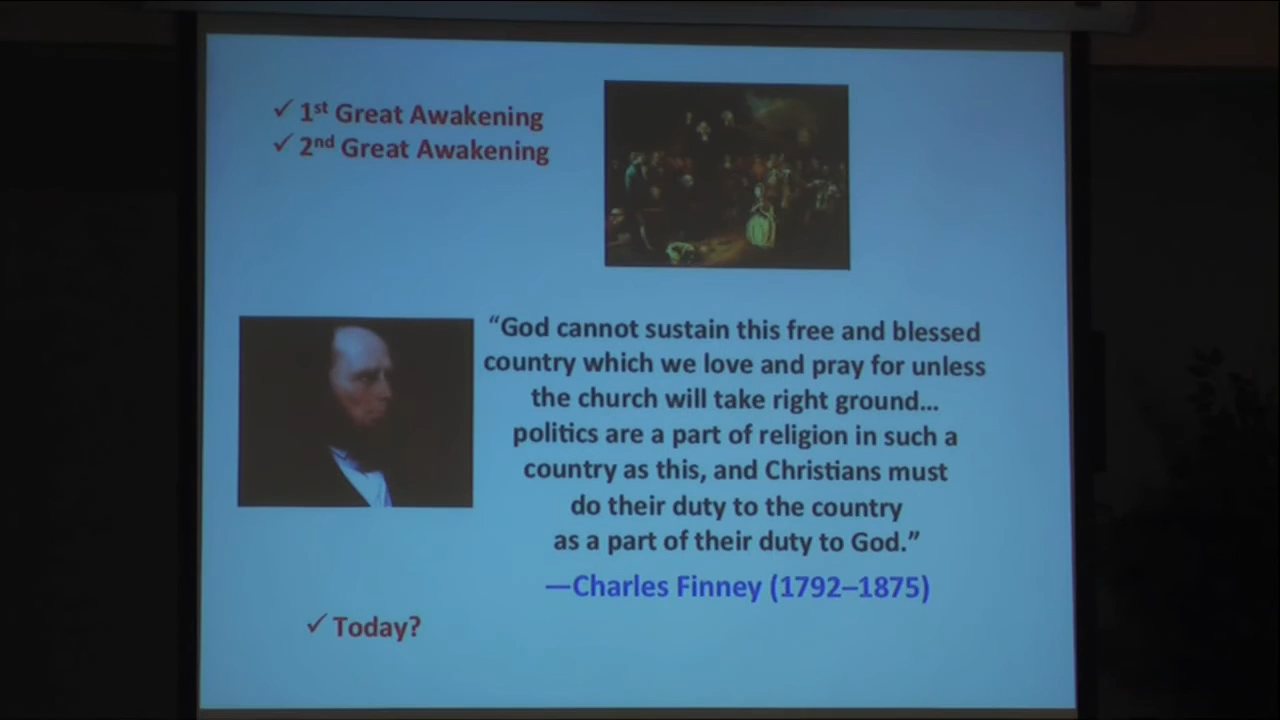 ✓ 1st Great Awakening
✓ 2nd Great Awakening
“God cannot sustain this free and blessed
country which we love and pray for unless
the church will take right ground...
politics are a part of religion in such a
country as this, and Christians must
do their duty to the country
as a part of their duty to God.”
—Charles Finney (1792–1875)
✓ Today?